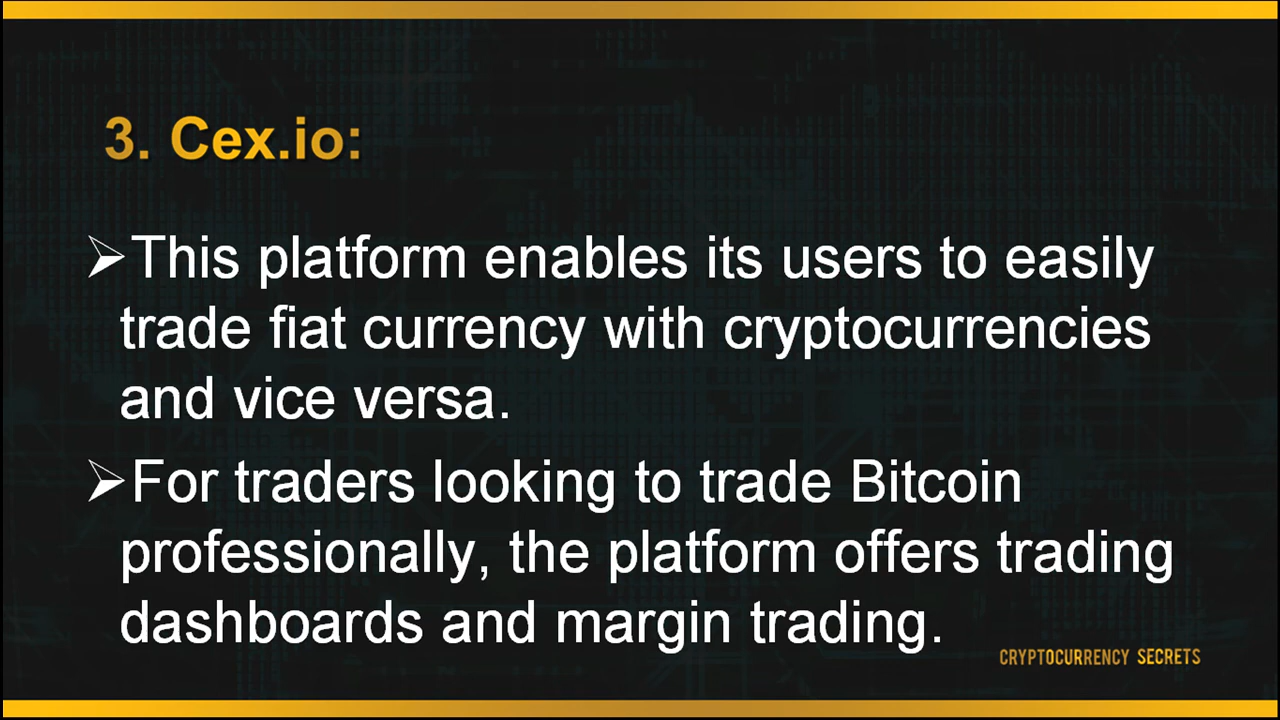 3. Cex.io:
➢This platform enables its users to easily
trade fiat currency with cryptocurrencies
and vice versa.
➢For traders looking to trade Bitcoin
professionally, the platform offers trading
dashboards and margin trading.
CRYPTOCURRENCY SECRETS